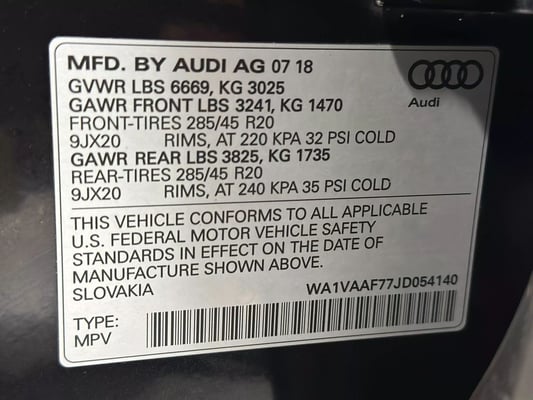 MFD. BY AUDI AG 07 18
GVWR LBS 6669, KG 3025
GAWR FRONT LBS 3241, KG 1470
FRONT-TIRES 285/45 R20
9JX20 RIMS, AT 220 KPA 32 PSI COLD
GAWR REAR LBS 3825, KG 1735
REAR-TIRES 285/45 R20
9JX20 RIMS, AT 240 KPA 35 PSI COLD
Audi
THIS VEHICLE CONFORMS TO ALL APPLICABLE
U.S. FEDERAL MOTOR VEHICLE SAFETY
STANDARDS IN EFFECT ON THE DATE OF
MANUFACTURE SHOWN ABOVE.
SLOVAKIA WA1VAAF77JD054140
TYPE:
MPV